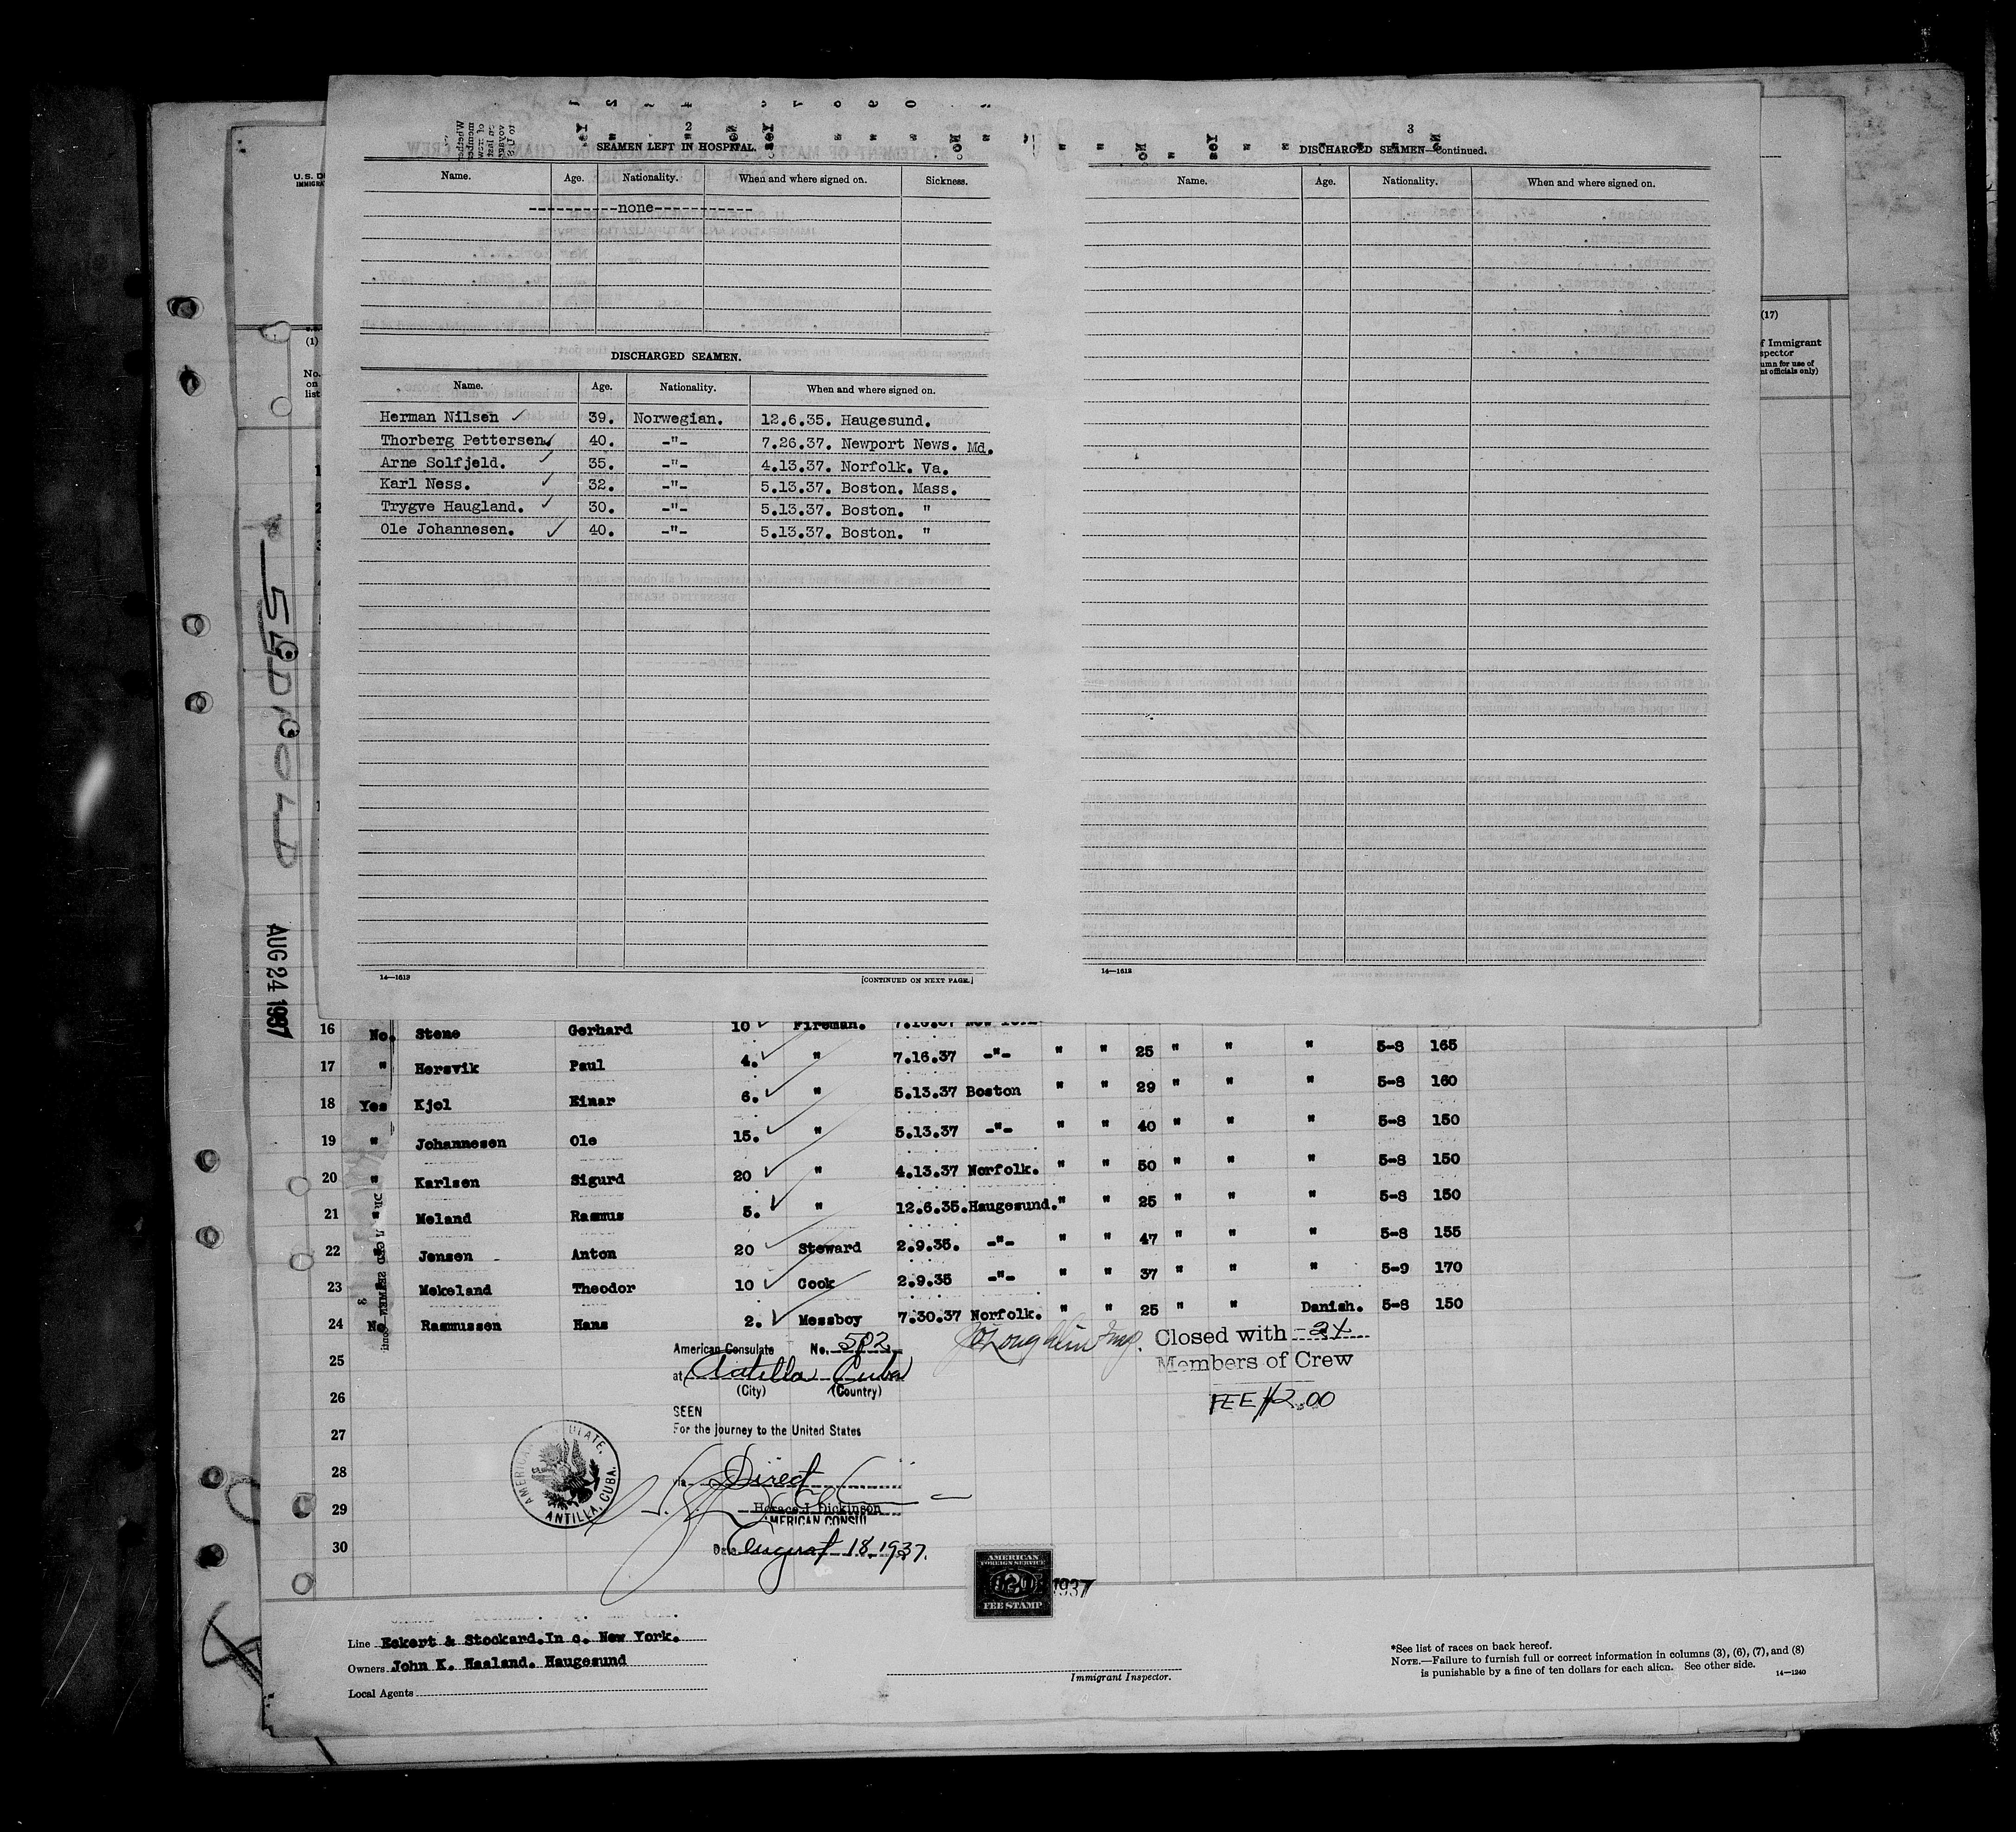 2
SEAMEN LEFT IN HOSPITAL.
Name. Age. Nationality. When and where signed on. Sickness.
------------none-------------
DISCHARGED SEAMEN.
Name. Age. Nationality. When and where signed on.
Herman Nilsen ✓ 39. Norwegian. 12.6.35. Haugesund.
Thorberg Pettersen. ✓ 40. -"- 7.26.37. Newport News. Md.
Arne Solfjeld. ✓ 35. -"- 4.13.37. Norfolk. Va.
Karl Ness. ✓ 32. -"- 5.13.37. Boston. Mass.
Trygve Haugland. ✓ 30. -"- 5.13.37. Boston. "
Ole Johannesen. ✓ 40. -"- 5.13.37. Boston. "
14—1613
[CONTINUED ON NEXT PAGE.]
3
DISCHARGED SEAMEN—Continued.
Name. Age. Nationality. When and where signed on.
14—1613
(1)
No.
on
list
(17)
AUG 24 1937
16 No. Stene Gerhard 10 ✓ Fireman.
17 " Hersvik Paul 4. ✓ " 7.16.37 -"- " " 25 " " " 5-8 165
18 Yes Kjol Einar 6. ✓ " 5.13.37 Boston " " 29 " " " 5-8 160
19 " Johannesen Ole 15. ✓ " 5.13.37 -"- " " 40 " " " 5-8 150
20 " Karlsen Sigurd 20 ✓ " 4.13.37 Norfolk. " " 50 " " " 5-8 150
21 " Meland Rasmus 5. ✓ " 12.6.35. Haugesund. " " 25 " " " 5-8 150
22 Jensen Anton 20 ✓ Steward 2.9.35. -"- " " 47 " " " 5-8 155
23 Mekeland Theodor 10 ✓ Cook 2.9.35 -"- " " 37 " " " 5-9 170
24 No Rasmussen Hans 2. ✓ Messboy 7.30.37 Norfolk. " " 25 " " Danish. 5-8 150
25
26
27
28
29
30
American Consulate No. 502
at Antilla Cuba
(City) (Country)
SEEN
For the journey to the United States
Direct
Horace J. Dickinson
AMERICAN CONSUL
Date August 18. 1937.
AMERICAN CONSULATE, ANTILLA, CUBA.
Closed with 24
Members of Crew
FEE $2.00
AMERICAN
FOREIGN SERVICE
FEE STAMP
1937
Line Eckert & Stockard. Inc. New York.
Owners John K. Haaland. Haugesund
Local Agents
Immigrant Inspector.
*See list of races on back hereof.
NOTE.—Failure to furnish full or correct information in columns (3), (6), (7), and (8)
is punishable by a fine of ten dollars for each alien. See other side. 14—1240